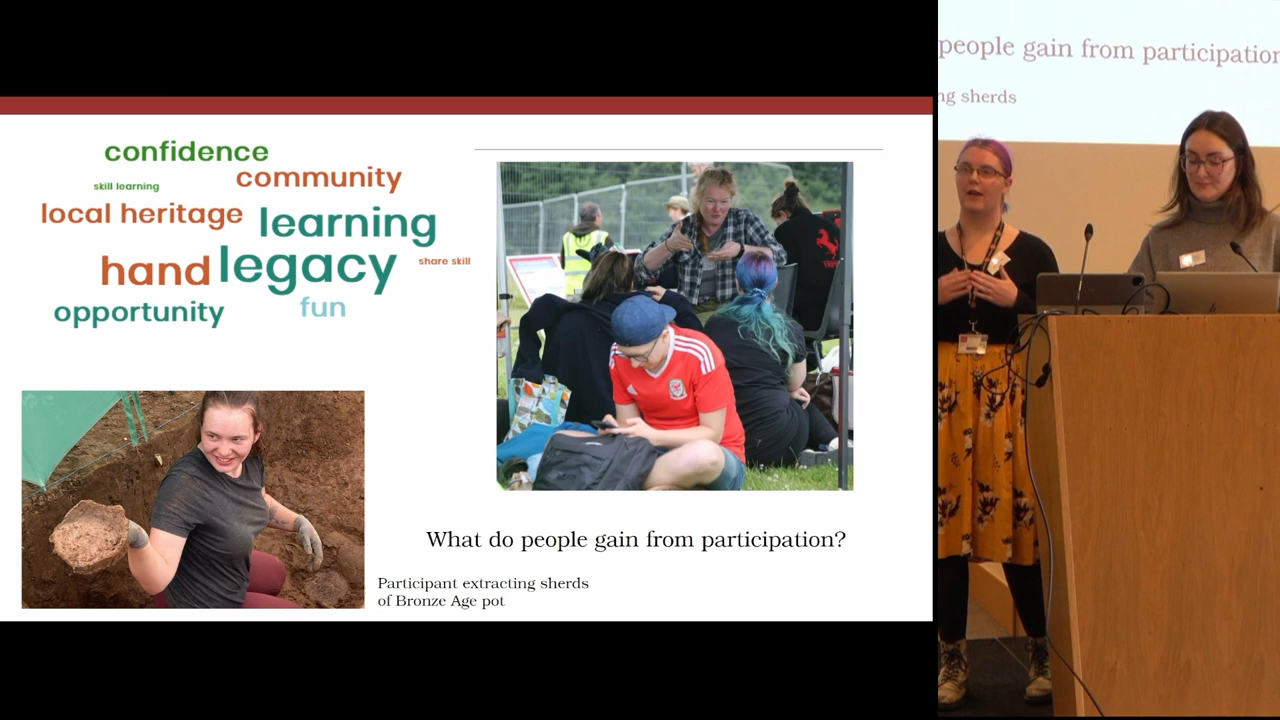 confidence
community
skill learning
local heritage
learning
hand
legacy
share skill
opportunity
fun
What do people gain from participation?
Participant extracting sherds
of Bronze Age pot
people gain from participation
ng sherds